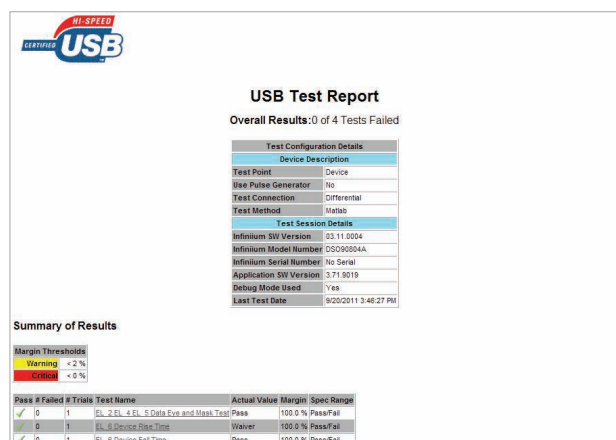 HI-SPEED
CERTIFIED USB
USB Test Report
Overall Results:0 of 4 Tests Failed
Test Configuration Details
Device Description
Test Point Device
Use Pulse Generator No
Test Connection Differential
Test Method Matlab
Test Session Details
Infiniium SW Version 03.11.0004
Infiniium Model Number DSO90804A
Infiniium Serial Number No Serial
Application SW Version 3.71.9019
Debug Mode Used Yes
Last Test Date 9/20/2011 3:46:27 PM
Summary of Results
Margin Thresholds
Warning < 2 %
Critical < 0 %
Pass # Failed # Trials Test Name Actual Value Margin Spec Range
0 1 EL_2 EL_4 EL_5 Data Eye and Mask Test Pass 100.0 % Pass/Fail
0 1 EL_6 Device Rise Time Waiver 100.0 % Pass/Fail
0 1 EL_6 Device Fall Time Pass 100.0 % Pass/Fail